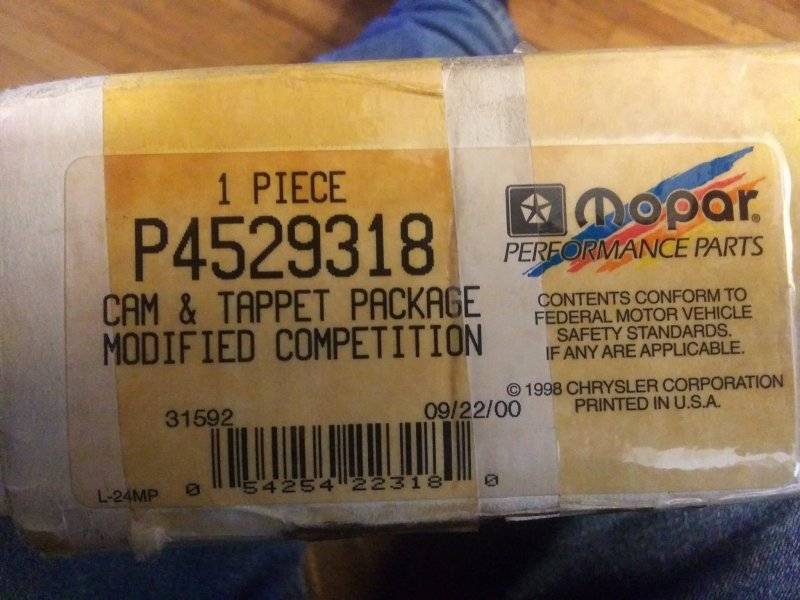 1 PIECE
P4529318
CAM & TAPPET PACKAGE
MODIFIED COMPETITION
31592 09/22/00
L-24MP 0 54254 22318 0
Mopar®
PERFORMANCE PARTS
CONTENTS CONFORM TO
FEDERAL MOTOR VEHICLE
SAFETY STANDARDS.
IF ANY ARE APPLICABLE.
© 1998 CHRYSLER CORPORATION
PRINTED IN U.S.A.